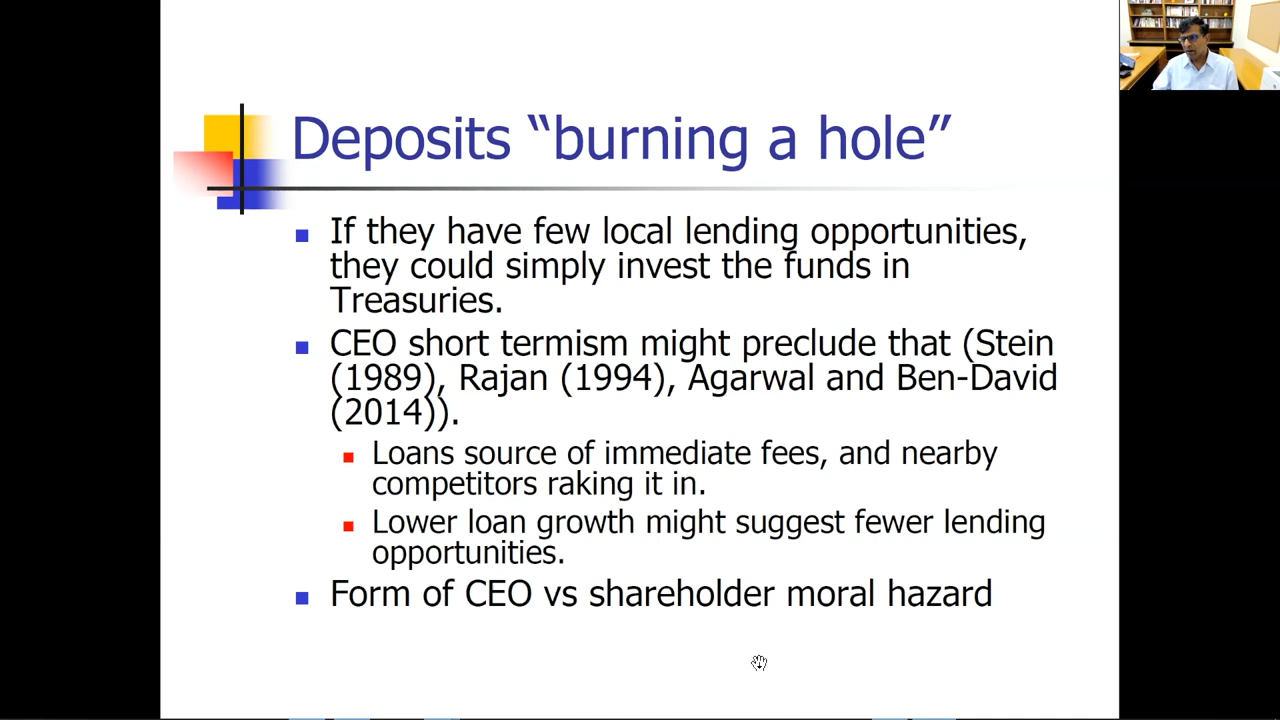 Deposits “burning a hole”
If they have few local lending opportunities,
they could simply invest the funds in
Treasuries.
CEO short termism might preclude that (Stein
(1989), Rajan (1994), Agarwal and Ben-David
(2014)).
Loans source of immediate fees, and nearby
competitors raking it in.
Lower loan growth might suggest fewer lending
opportunities.
Form of CEO vs shareholder moral hazard